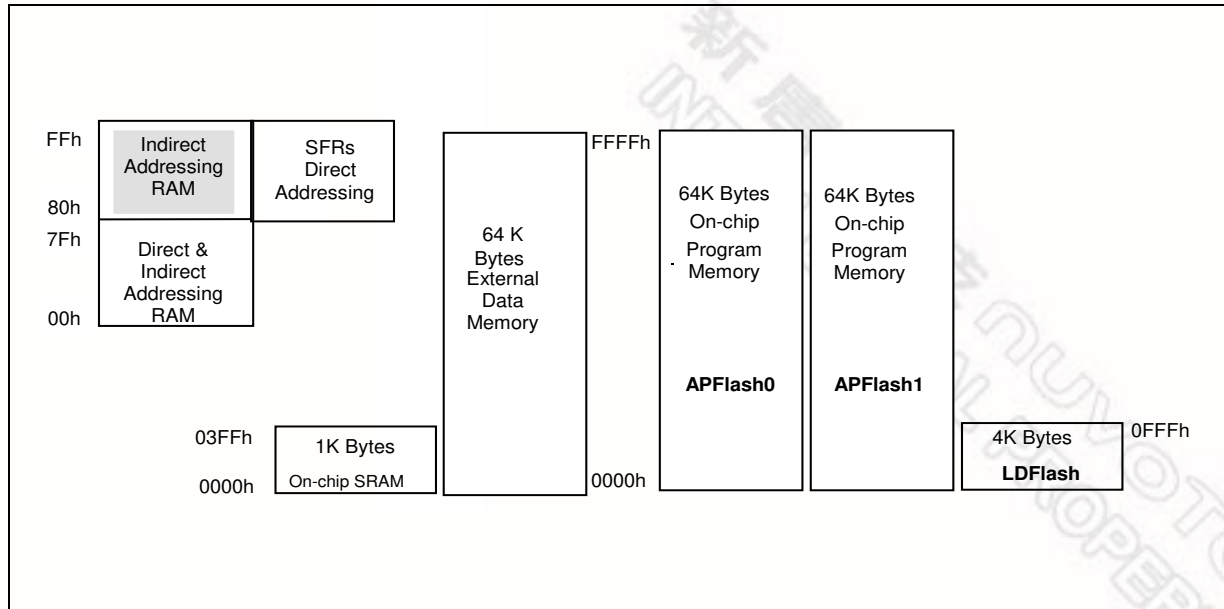 FFh
Indirect
Addressing
RAM
80h
SFRs
Direct
Addressing
7Fh
Direct &
Indirect
Addressing
RAM
00h
03FFh
1K Bytes
0000h
On-chip SRAM
64 K
Bytes
External
Data
Memory
FFFFh
0000h
64K Bytes
On-chip
Program
Memory
APFlash0
64K Bytes
On-chip
Program
Memory
APFlash1
4K Bytes
LDFlash
0FFFh